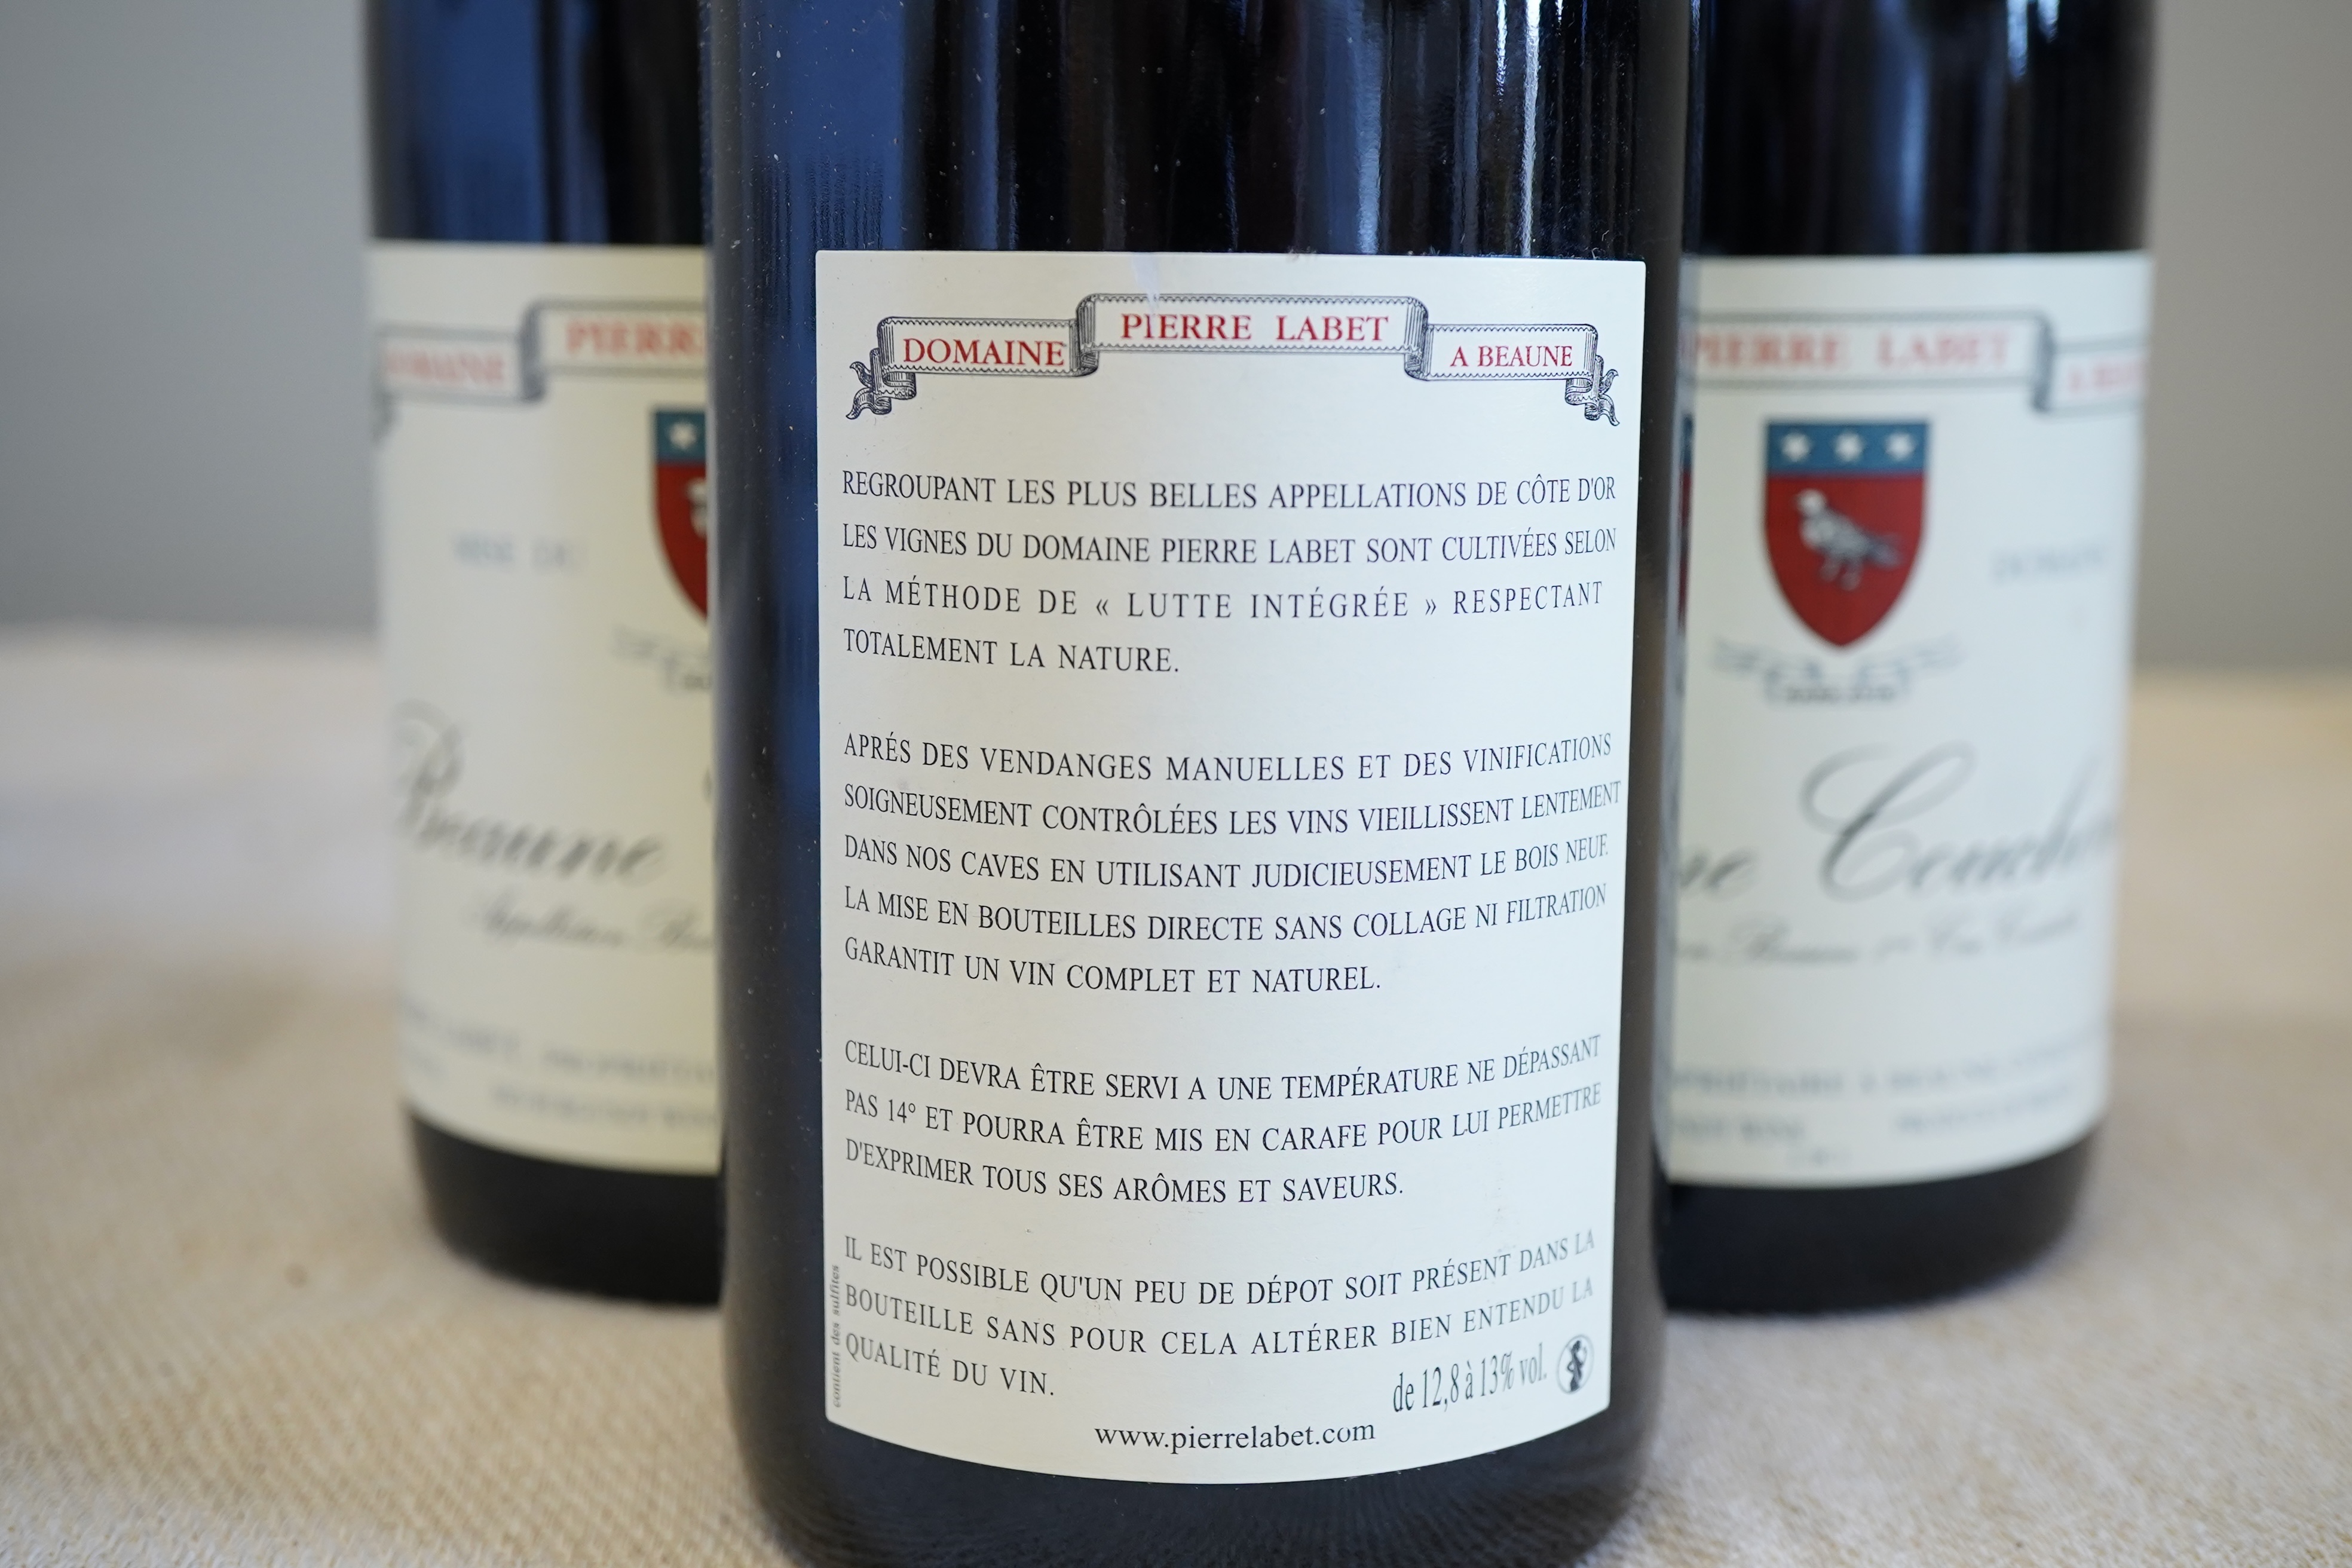 DOMAINE PIERRE LABET A BEAUNE
REGROUPANT LES PLUS BELLES APPELLATIONS DE CÔTE D'OR
LES VIGNES DU DOMAINE PIERRE LABET SONT CULTIVÉES SELON
LA MÉTHODE DE « LUTTE INTÉGRÉE » RESPECTANT
TOTALEMENT LA NATURE.
APRÉS DES VENDANGES MANUELLES ET DES VINIFICATIONS
SOIGNEUSEMENT CONTRÔLÉES LES VINS VIEILLISSENT LENTEMENT
DANS NOS CAVES EN UTILISANT JUDICIEUSEMENT LE BOIS NEUF.
LA MISE EN BOUTEILLES DIRECTE SANS COLLAGE NI FILTRATION
GARANTIT UN VIN COMPLET ET NATUREL.
CELUI-CI DEVRA ÊTRE SERVI A UNE TEMPÉRATURE NE DÉPASSANT
PAS 14° ET POURRA ÊTRE MIS EN CARAFE POUR LUI PERMETTRE
D'EXPRIMER TOUS SES ARÔMES ET SAVEURS.
IL EST POSSIBLE QU'UN PEU DE DÉPOT SOIT PRÉSENT DANS LA
BOUTEILLE SANS POUR CELA ALTÉRER BIEN ENTENDU LA
QUALITÉ DU VIN.
de 12,8 à 13% vol.
www.pierrelabet.com
contient des sulfites
DOMAINE
MISE DU
Beaune
PIERRE LABET